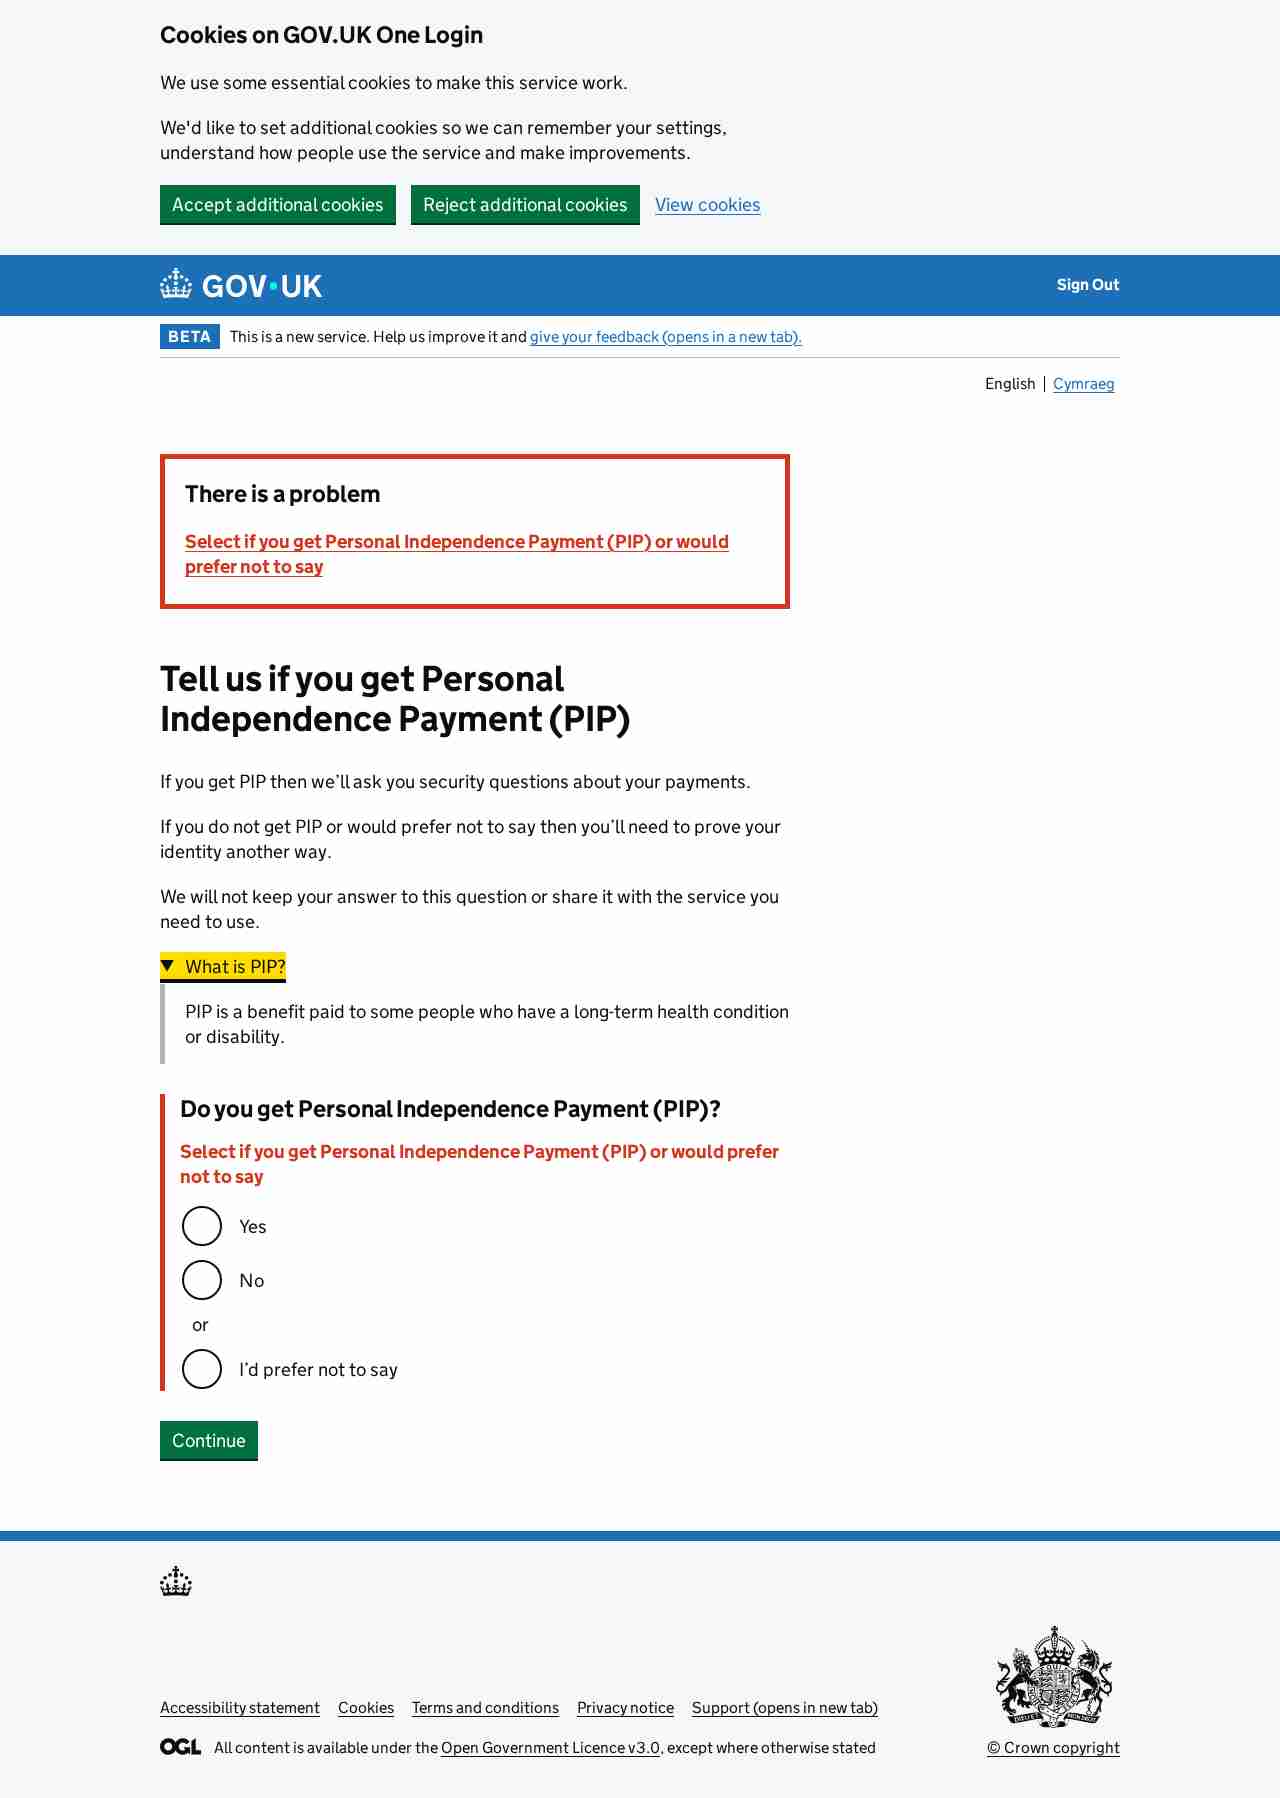 Cookies on GOV.UK One Login
We use some essential cookies to make this service work.
We'd like to set additional cookies so we can remember your settings,
understand how people use the service and make improvements.
Accept additional cookies
Reject additional cookies
View cookies
GOV·UK
Sign Out
BETA
This is a new service. Help us improve it and give your feedback (opens in a new tab).
English
Cymraeg
There is a problem
Select if you get Personal Independence Payment (PIP) or would
prefer not to say
Tell us if you get Personal
Independence Payment (PIP)
If you get PIP then we’ll ask you security questions about your payments.
If you do not get PIP or would prefer not to say then you’ll need to prove your
identity another way.
We will not keep your answer to this question or share it with the service you
need to use.
What is PIP?
PIP is a benefit paid to some people who have a long-term health condition
or disability.
Do you get Personal Independence Payment (PIP)?
Select if you get Personal Independence Payment (PIP) or would prefer
not to say
Yes
No
or
I’d prefer not to say
Continue
Accessibility statement
Cookies
Terms and conditions
Privacy notice
Support (opens in new tab)
OGL
All content is available under the Open Government Licence v3.0, except where otherwise stated
© Crown copyright